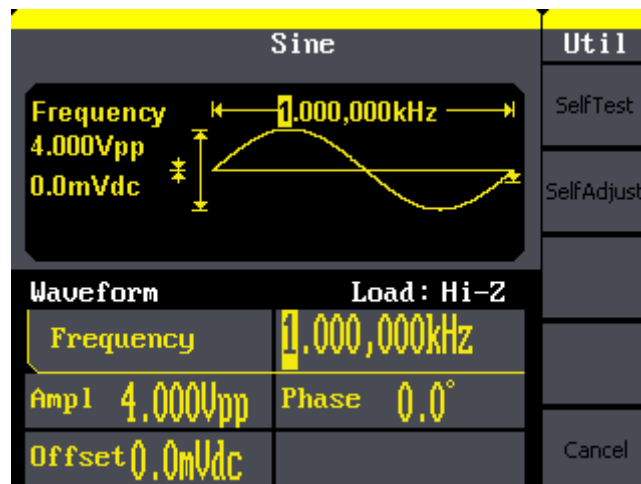 Sine
Util
Frequency
1.000,000kHz
4.000Vpp
0.0mVdc
SelfTest
SelfAdjust
Waveform
Load: Hi-Z
Frequency
1.000,000kHz
Ampl 4.000Vpp
Phase 0.0°
Offset 0.0mVdc
Cancel